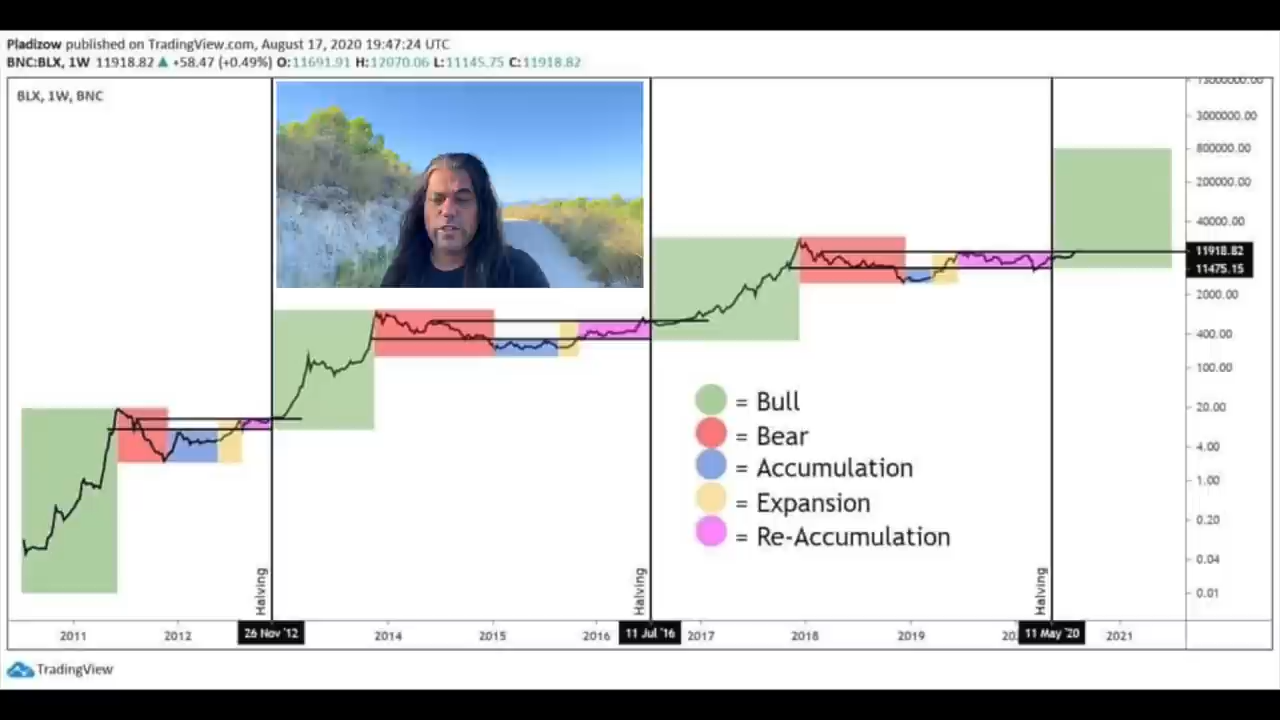 Pladizow published on TradingView.com, August 17, 2020 19:47:24 UTC
BNC:BLX, 1W 11918.82 ▲ +58.47 (+0.49%) O:11691.91 H:12070.06 L:11145.75 C:11918.82
BLX, 1W, BNC
3000000.00
800000.00
200000.00
40000.00
11918.82
11475.15
2000.00
400.00
100.00
20.00
4.00
1.00
0.20
0.04
0.01
= Bull
= Bear
= Accumulation
= Expansion
= Re-Accumulation
Halving
Halving
Halving
2011 2012 26 Nov '12 2014 2015 2016 11 Jul '16 2017 2018 2019 11 May '20 2021
TradingView